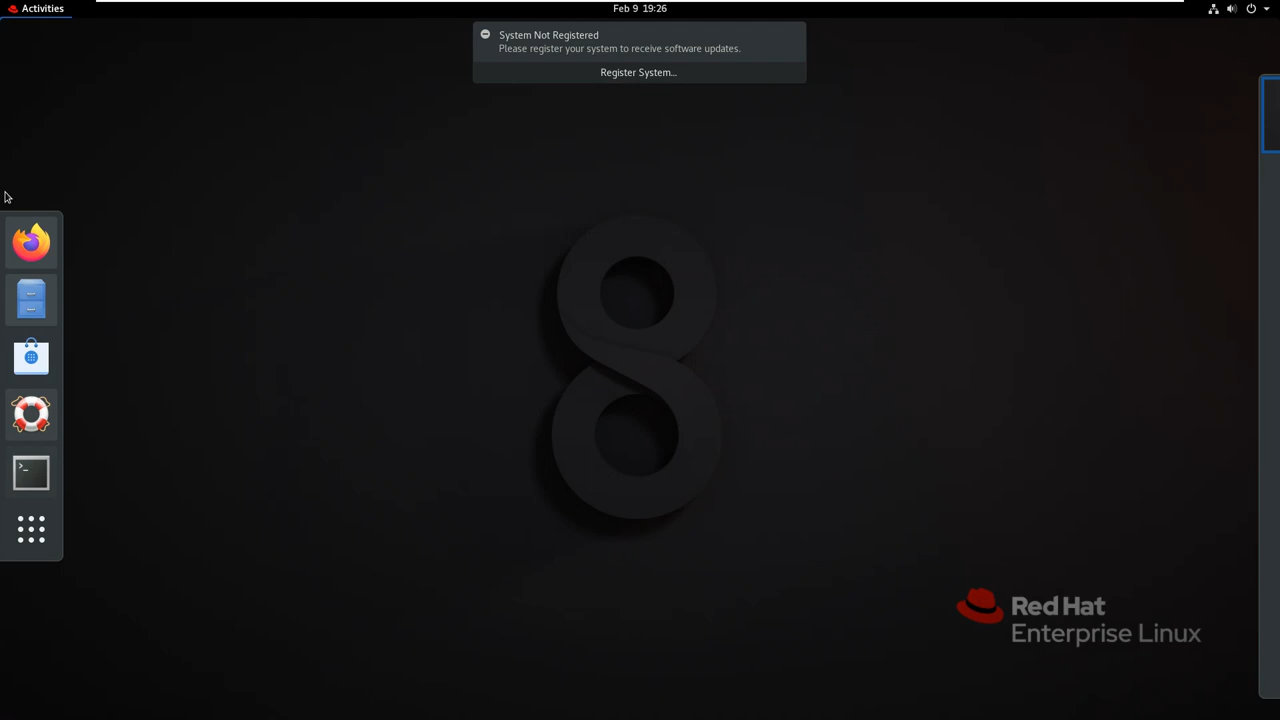 Activities
Feb 9 19:26
System Not Registered
Please register your system to receive software updates.
Register System...
>_
8
Red Hat
Enterprise Linux